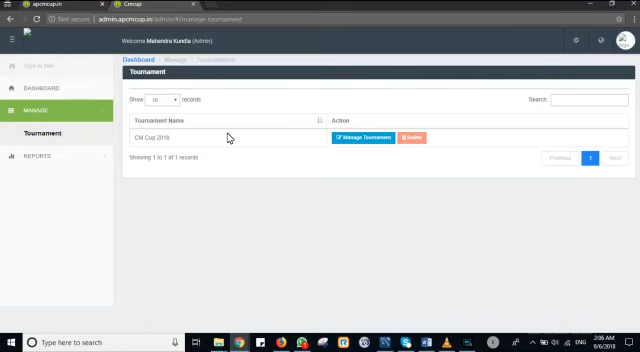 apcmcup.in
Cmcup
Not secure
admin.apcmcup.in/admin/#/manage-tournament
Welcome Mahendra Kundla (Admin)
Type to filter...
Dashboard Manage Tournaments
Tournament
DASHBOARD
MANAGE
Tournament
REPORTS
Show 10 records
Search:
Tournament Name
Action
CM Cup 2018
Manage Tournament
Delete
Showing 1 to 1 of 1 records
Previous
1
Next
Type here to search
ENG
2:06 AM
9/6/2018